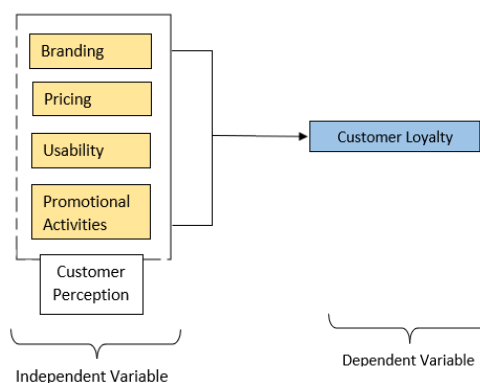 Branding
Pricing
Usability
Promotional
Activities
Customer
Perception
Customer Loyalty
Independent Variable
Dependent Variable